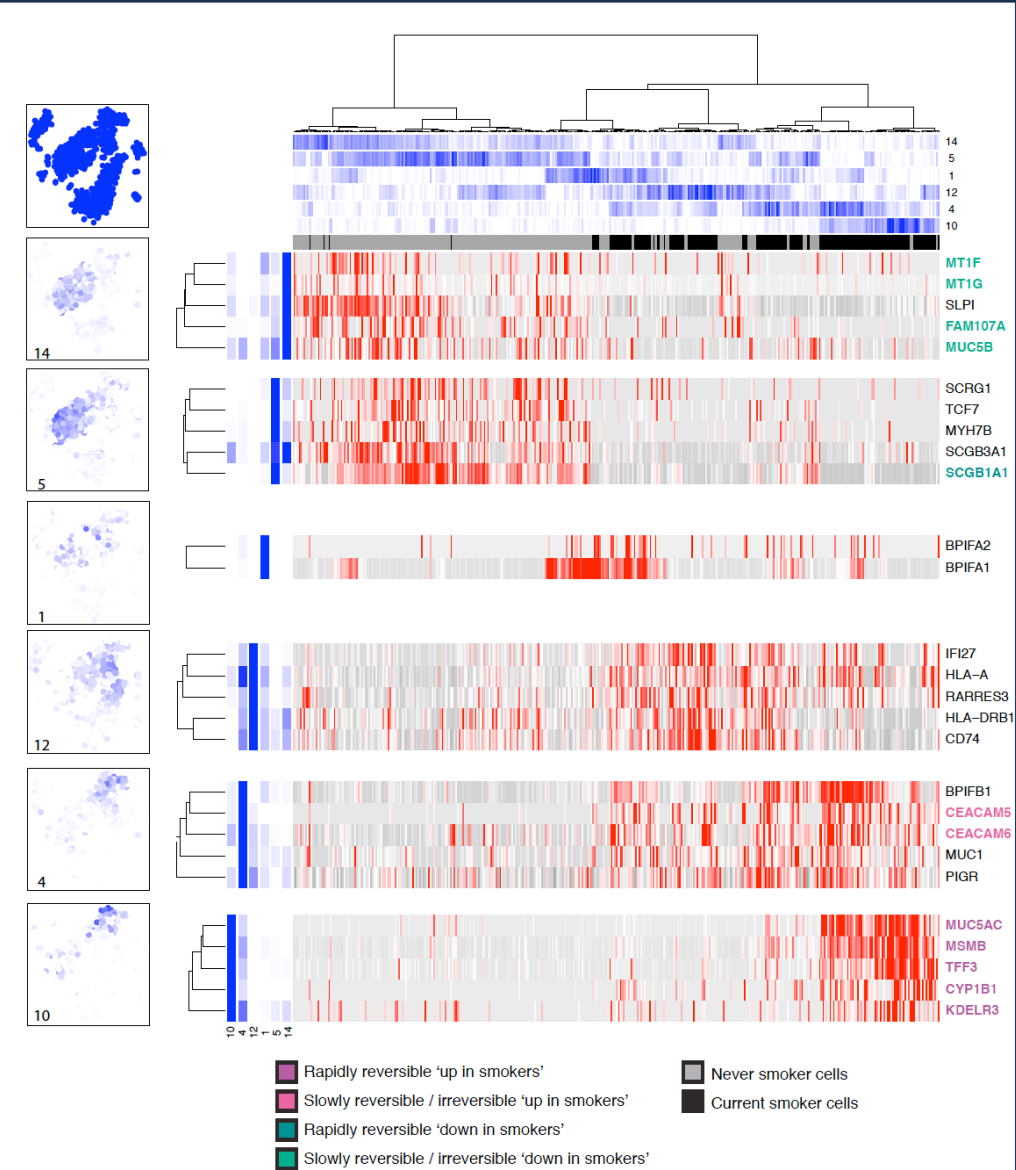 14
5
1
12
4
10
14
MT1F
MT1G
SLPI
FAM107A
MUC5B
5
SCRG1
TCF7
MYH7B
SCGB3A1
SCGB1A1
1
BPIFA2
BPIFA1
12
IFI27
HLA−A
RARRES3
HLA−DRB1
CD74
4
BPIFB1
CEACAM5
CEACAM6
MUC1
PIGR
10
MUC5AC
MSMB
TFF3
CYP1B1
KDELR3
10 4 12 1 5 14
Rapidly reversible ‘up in smokers’
Slowly reversible / irreversible ‘up in smokers’
Rapidly reversible ‘down in smokers’
Slowly reversible / irreversible ‘down in smokers’
Never smoker cells
Current smoker cells